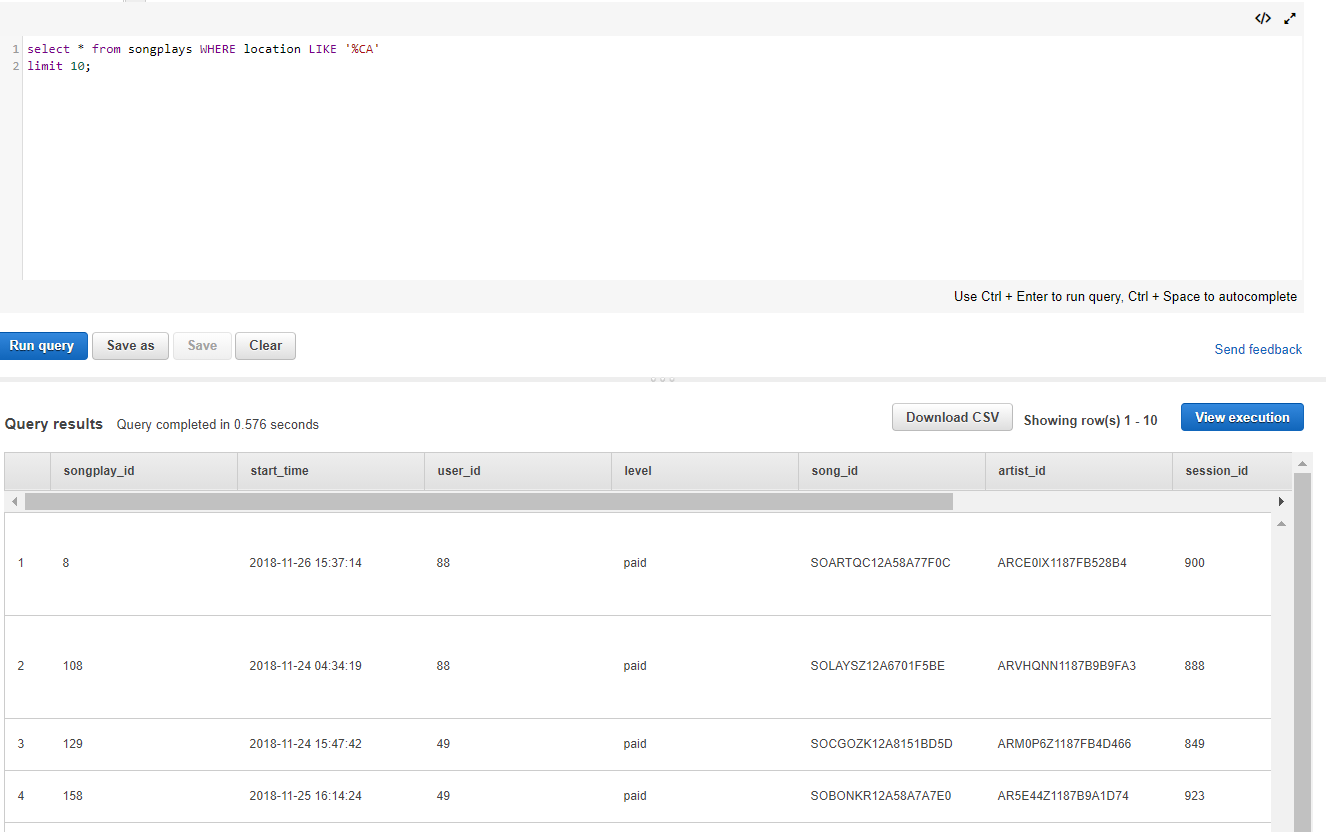 1 select * from songplays WHERE location LIKE '%CA'
2 limit 10;
Use Ctrl + Enter to run query, Ctrl + Space to autocomplete
Run query Save as Save Clear
Send feedback
Query results Query completed in 0.576 seconds Download CSV Showing row(s) 1 - 10 View execution
songplay_id start_time user_id level song_id artist_id session_id
1 8 2018-11-26 15:37:14 88 paid SOARTQC12A58A77F0C ARCE0IX1187FB528B4 900
2 108 2018-11-24 04:34:19 88 paid SOLAYSZ12A6701F5BE ARVHQNN1187B9B9FA3 888
3 129 2018-11-24 15:47:42 49 paid SOCGOZK12A8151BD5D ARM0P6Z1187FB4D466 849
4 158 2018-11-25 16:14:24 49 paid SOBONKR12A58A7A7E0 AR5E44Z1187B9A1D74 923